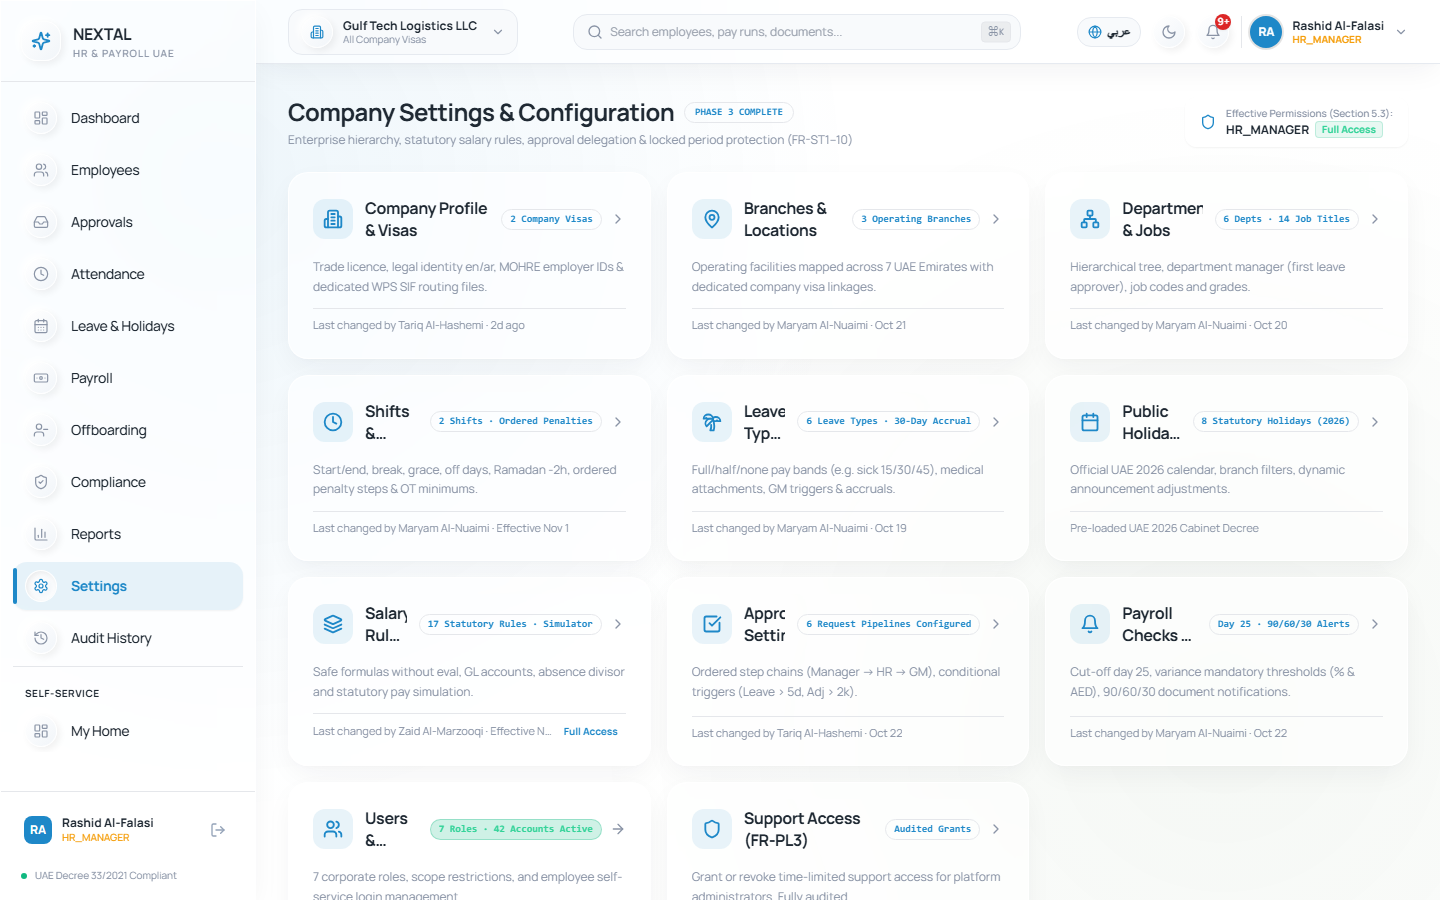 NEXTAL
HR & PAYROLL UAE
Dashboard
Employees
Approvals
Attendance
Leave & Holidays
Payroll
Offboarding
Compliance
Reports
Settings
Audit History
SELF-SERVICE
My Home
RA
Rashid Al-Falasi
HR_MANAGER
UAE Decree 33/2021 Compliant
Gulf Tech Logistics LLC
All Company Visas
Search employees, pay runs, documents...
⌘K
عربي
9+
RA
Rashid Al-Falasi
HR_MANAGER
Company Settings & Configuration
PHASE 3 COMPLETE
Enterprise hierarchy, statutory salary rules, approval delegation & locked period protection (FR-ST1–10)
Effective Permissions (Section 5.3):
HR_MANAGER
Full Access
Company Profile
& Visas
2 Company Visas
Trade licence, legal identity en/ar, MOHRE employer IDs &
dedicated WPS SIF routing files.
Last changed by Tariq Al-Hashemi · 2d ago
Branches &
Locations
3 Operating Branches
Operating facilities mapped across 7 UAE Emirates with
dedicated company visa linkages.
Last changed by Maryam Al-Nuaimi · Oct 21
Departmen
& Jobs
6 Depts · 14 Job Titles
Hierarchical tree, department manager (first leave
approver), job codes and grades.
Last changed by Maryam Al-Nuaimi · Oct 20
Shifts
&...
2 Shifts · Ordered Penalties
Start/end, break, grace, off days, Ramadan -2h, ordered
penalty steps & OT minimums.
Last changed by Maryam Al-Nuaimi · Effective Nov 1
Leave
Typ...
6 Leave Types · 30-Day Accrual
Full/half/none pay bands (e.g. sick 15/30/45), medical
attachments, GM triggers & accruals.
Last changed by Maryam Al-Nuaimi · Oct 19
Public
Holida...
8 Statutory Holidays (2026)
Official UAE 2026 calendar, branch filters, dynamic
announcement adjustments.
Pre-loaded UAE 2026 Cabinet Decree
Salary
Rul...
17 Statutory Rules · Simulator
Safe formulas without eval, GL accounts, absence divisor
and statutory pay simulation.
Last changed by Zaid Al-Marzooqi · Effective N...
Full Access
Appro
Settin
6 Request Pipelines Configured
Ordered step chains (Manager → HR → GM), conditional
triggers (Leave > 5d, Adj > 2k).
Last changed by Tariq Al-Hashemi · Oct 22
Payroll
Checks ...
Day 25 · 90/60/30 Alerts
Cut-off day 25, variance mandatory thresholds (% &
AED), 90/60/30 document notifications.
Last changed by Maryam Al-Nuaimi · Oct 22
Users
&...
7 Roles · 42 Accounts Active
7 corporate roles, scope restrictions, and employee self-
service login management.
Support Access
(FR-PL3)
Audited Grants
Grant or revoke time-limited support access for platform
administrators. Fully audited.